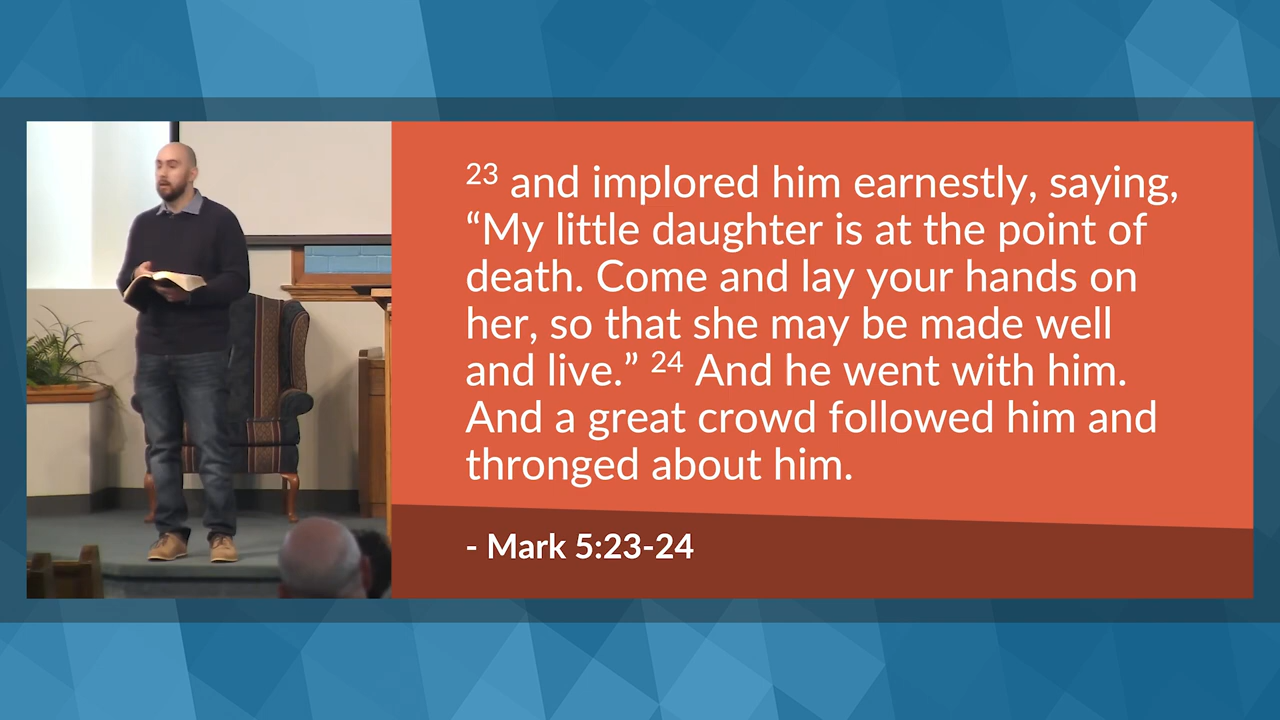 23 and implored him earnestly, saying,
“My little daughter is at the point of
death. Come and lay your hands on
her, so that she may be made well
and live.” 24 And he went with him.
And a great crowd followed him and
thronged about him.
- Mark 5:23-24